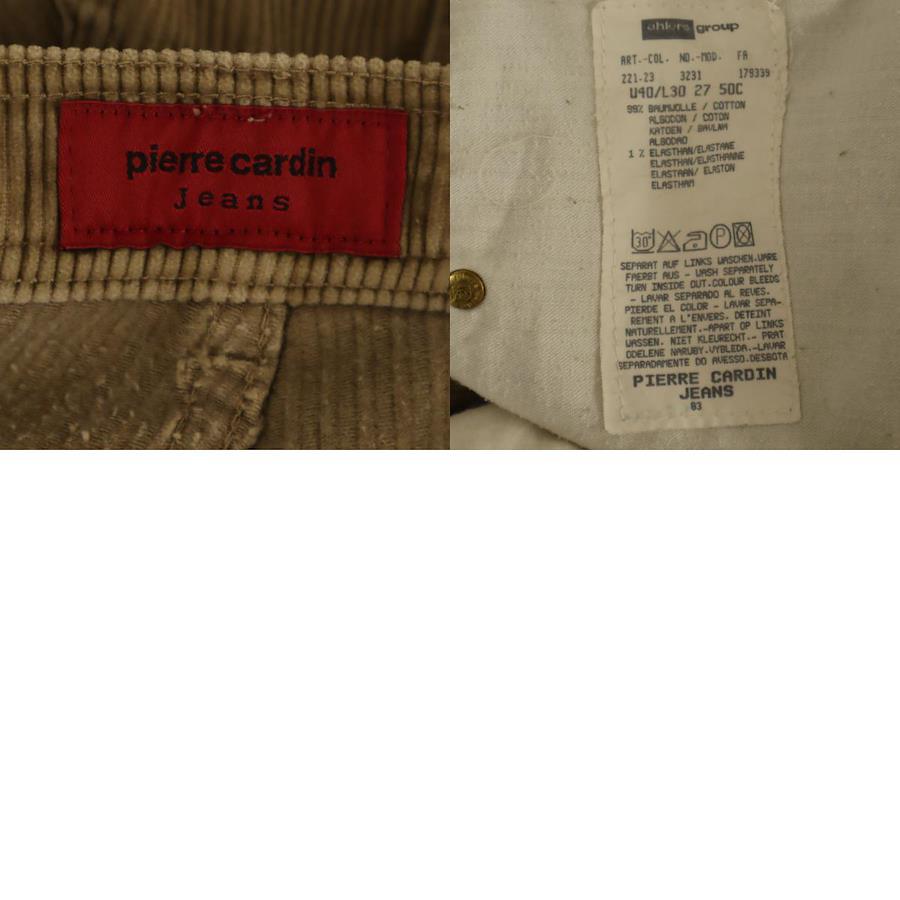 pierre cardin
Jeans
ahlers group
ART.-COL. NO.-MOD. FA
221-23 3231 179339
W40/L30 27 50C
99% BAUMWOLLE / COTTON
ALGODON / COTON
KATOEN / BAVLNA
ALGODAO
1 % ELASTHAN/ELASTANE
ELASTHAN/ELASTHANNE
ELASTAAN/ ELASTON
ELASTHAM
30°
P
SEPARAT AUF LINKS WASCHEN.WARE
FAERBT AUS - WASH SEPARATELY
TURN INSIDE OUT.COLOUR BLEEDS
- LAVAR SEPARADO AL REVES.
PIERDE EL COLOR - LAVER SEPA-
REMENT A L'ENVERS. DETEINT
NATURELLEMENT.-APART OP LINKS
WASSEN. NIET KLEURECHT.- PRAT
ODELENE NARUBY.VYBLEDA.-LAVAR
SEPARADAMENTE DO AVESSO.DESBOTA
PIERRE CARDIN
JEANS
83